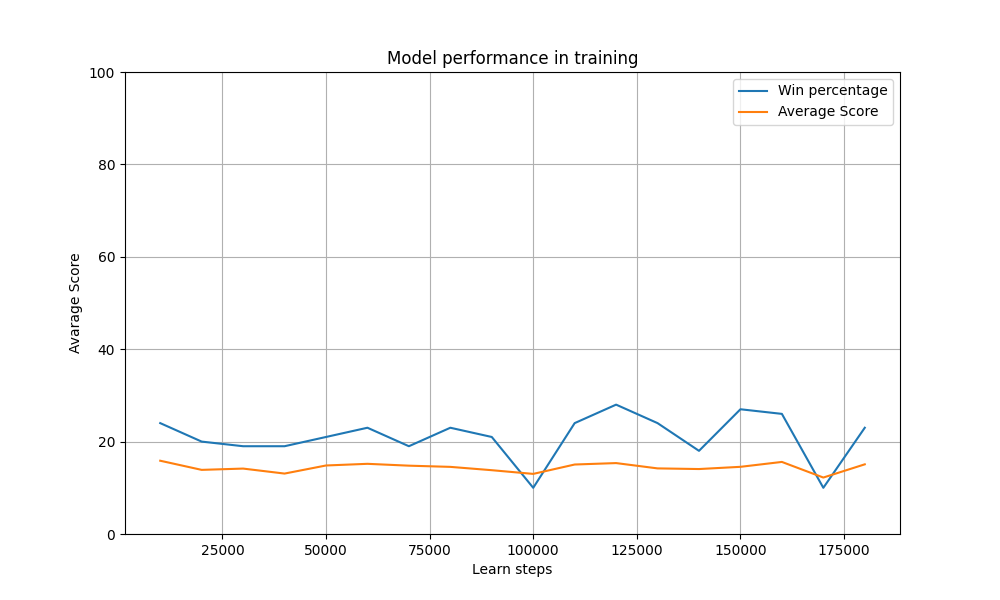 Model performance in training
Win percentage
Average Score
100
80
60
40
20
0
Avarage Score
25000
50000
75000
100000
125000
150000
175000
Learn steps